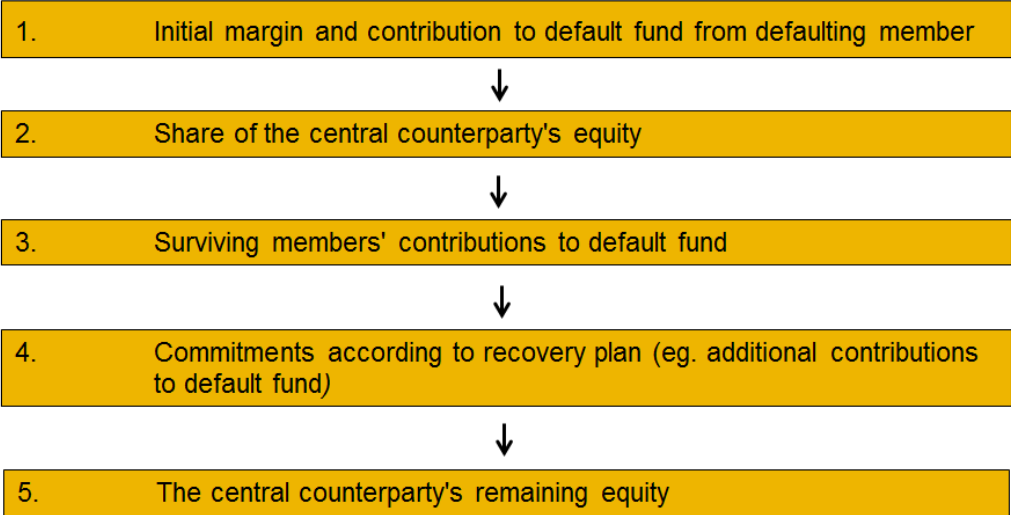 1. Initial margin and contribution to default fund from defaulting member
2. Share of the central counterparty's equity
3. Surviving members' contributions to default fund
4. Commitments according to recovery plan (eg. additional contributions
to default fund)
5. The central counterparty's remaining equity